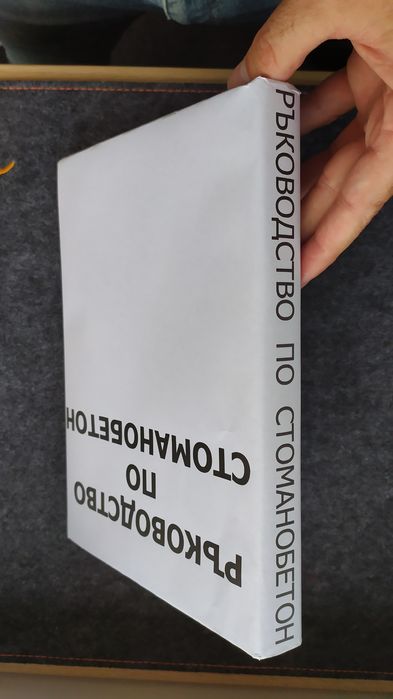 РЪКОВОДСТВО
ПО
СТОМАНОБЕТОН
РЪКОВОДСТВО ПО СТОМАНОБЕТОН